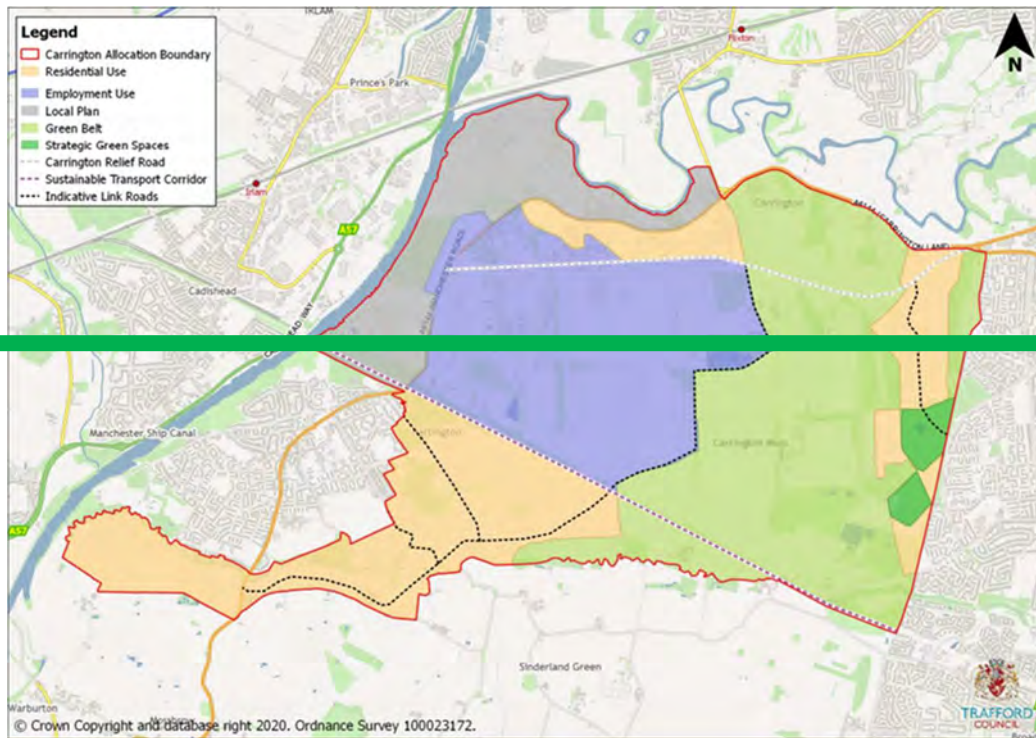 IRLAM
Flixton
Legend
Carrington Allocation Boundary
Residential Use
Employment Use
Local Plan
Green Belt
Strategic Green Spaces
Carrington Relief Road
Sustainable Transport Corridor
Indicative Link Roads
N
Prince's Park
Irlam
A57
Carrington
Cadishead
Manchester Ship Canal
Carrington Moss
A57
Sinderland Green
Warburton
TRAFFORD
COUNCIL
© Crown Copyright and database right 2020. Ordnance Survey 100023172.